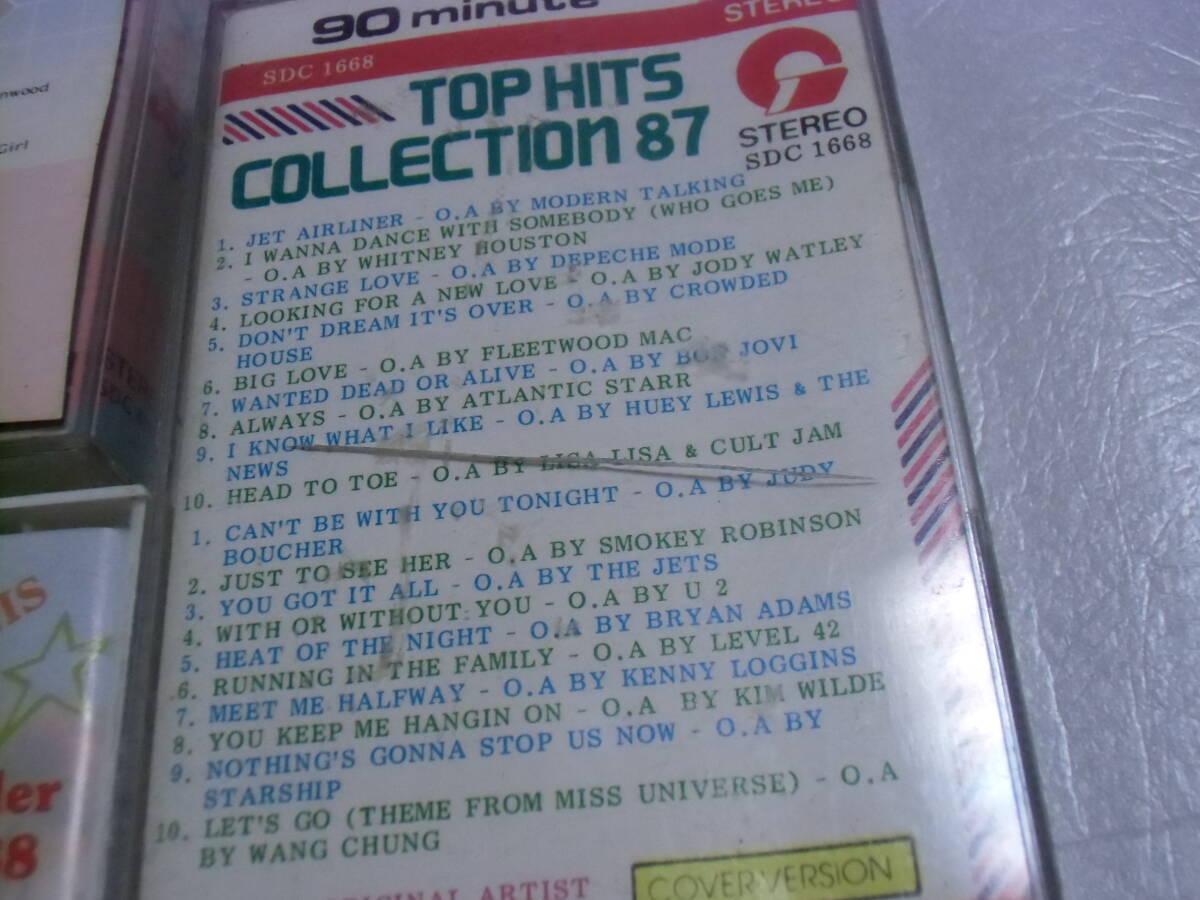 90 minute
STEREO
SDC 1668
TOP HITS
COLLECTION 87
STEREO
SDC 1668
1. JET AIRLINER - O.A BY MODERN TALKING
2. I WANNA DANCE WITH SOMEBODY (WHO GOES ME)
- O.A BY WHITNEY HOUSTON
3. STRANGE LOVE - O.A BY DEPECHE MODE
4. LOOKING FOR A NEW LOVE - O.A BY JODY WATLEY
5. DON'T DREAM IT'S OVER - O.A BY CROWDED
HOUSE
6. BIG LOVE - O.A BY FLEETWOOD MAC
7. WANTED DEAD OR ALIVE - O.A BY BON JOVI
8. ALWAYS - O.A BY ATLANTIC STARR
9. I KNOW WHAT I LIKE - O.A BY HUEY LEWIS & THE
NEWS
10. HEAD TO TOE - O.A BY LISA LISA & CULT JAM
1. CAN'T BE WITH YOU TONIGHT - O.A BY JUDY
BOUCHER
2. JUST TO SEE HER - O.A BY SMOKEY ROBINSON
3. YOU GOT IT ALL - O.A BY THE JETS
4. WITH OR WITHOUT YOU - O.A BY U 2
5. HEAT OF THE NIGHT - O.A BY BRYAN ADAMS
6. RUNNING IN THE FAMILY - O.A BY LEVEL 42
7. MEET ME HALFWAY - O.A BY KENNY LOGGINS
8. YOU KEEP ME HANGIN ON - O.A BY KIM WILDE
9. NOTHING'S GONNA STOP US NOW - O.A BY
STARSHIP
10. LET'S GO (THEME FROM MISS UNIVERSE) - O.A
BY WANG CHUNG
ARTIST
COVER VERSION
nwood
Girl